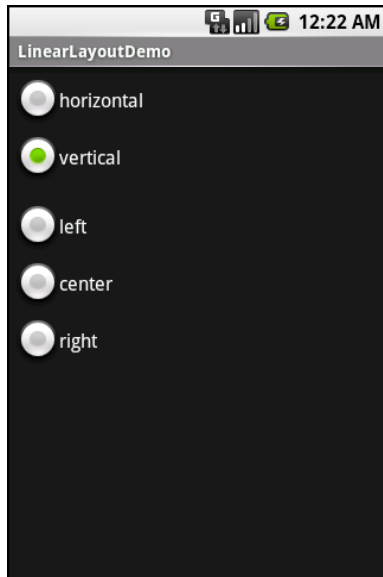 G
12:22 AM
LinearLayoutDemo
horizontal
vertical
left
center
right